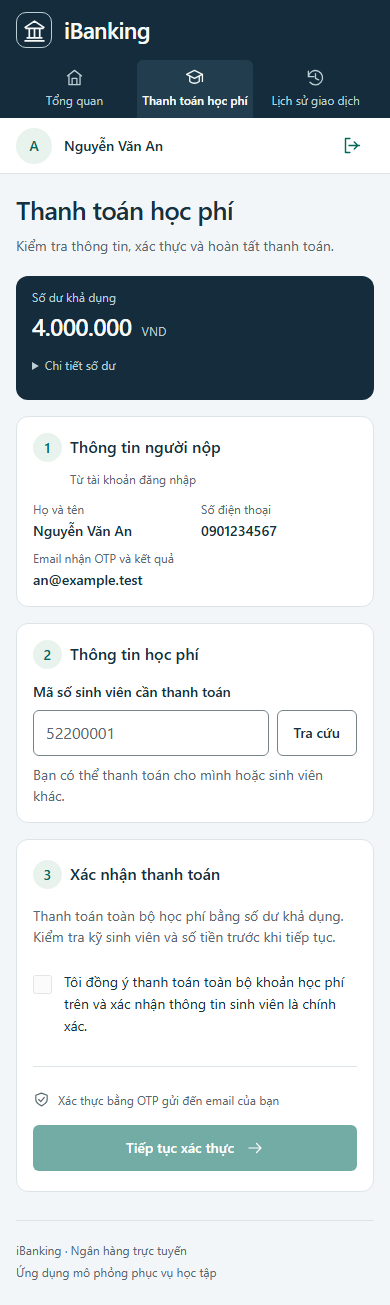 iBanking
Tổng quan
Thanh toán học phí
Lịch sử giao dịch
A
Nguyễn Văn An
Thanh toán học phí
Kiểm tra thông tin, xác thực và hoàn tất thanh toán.
Số dư khả dụng
4.000.000 VND
Chi tiết số dư
1
Thông tin người nộp
Từ tài khoản đăng nhập
Họ và tên
Nguyễn Văn An
Số điện thoại
0901234567
Email nhận OTP và kết quả
an@example.test
2
Thông tin học phí
Mã số sinh viên cần thanh toán
52200001
Tra cứu
Bạn có thể thanh toán cho mình hoặc sinh viên
khác.
3
Xác nhận thanh toán
Thanh toán toàn bộ học phí bằng số dư khả dụng.
Kiểm tra kỹ sinh viên và số tiền trước khi tiếp tục.
Tôi đồng ý thanh toán toàn bộ khoản học phí
trên và xác nhận thông tin sinh viên là chính
xác.
Xác thực bằng OTP gửi đến email của bạn
Tiếp tục xác thực
iBanking · Ngân hàng trực tuyến
Ứng dụng mô phỏng phục vụ học tập